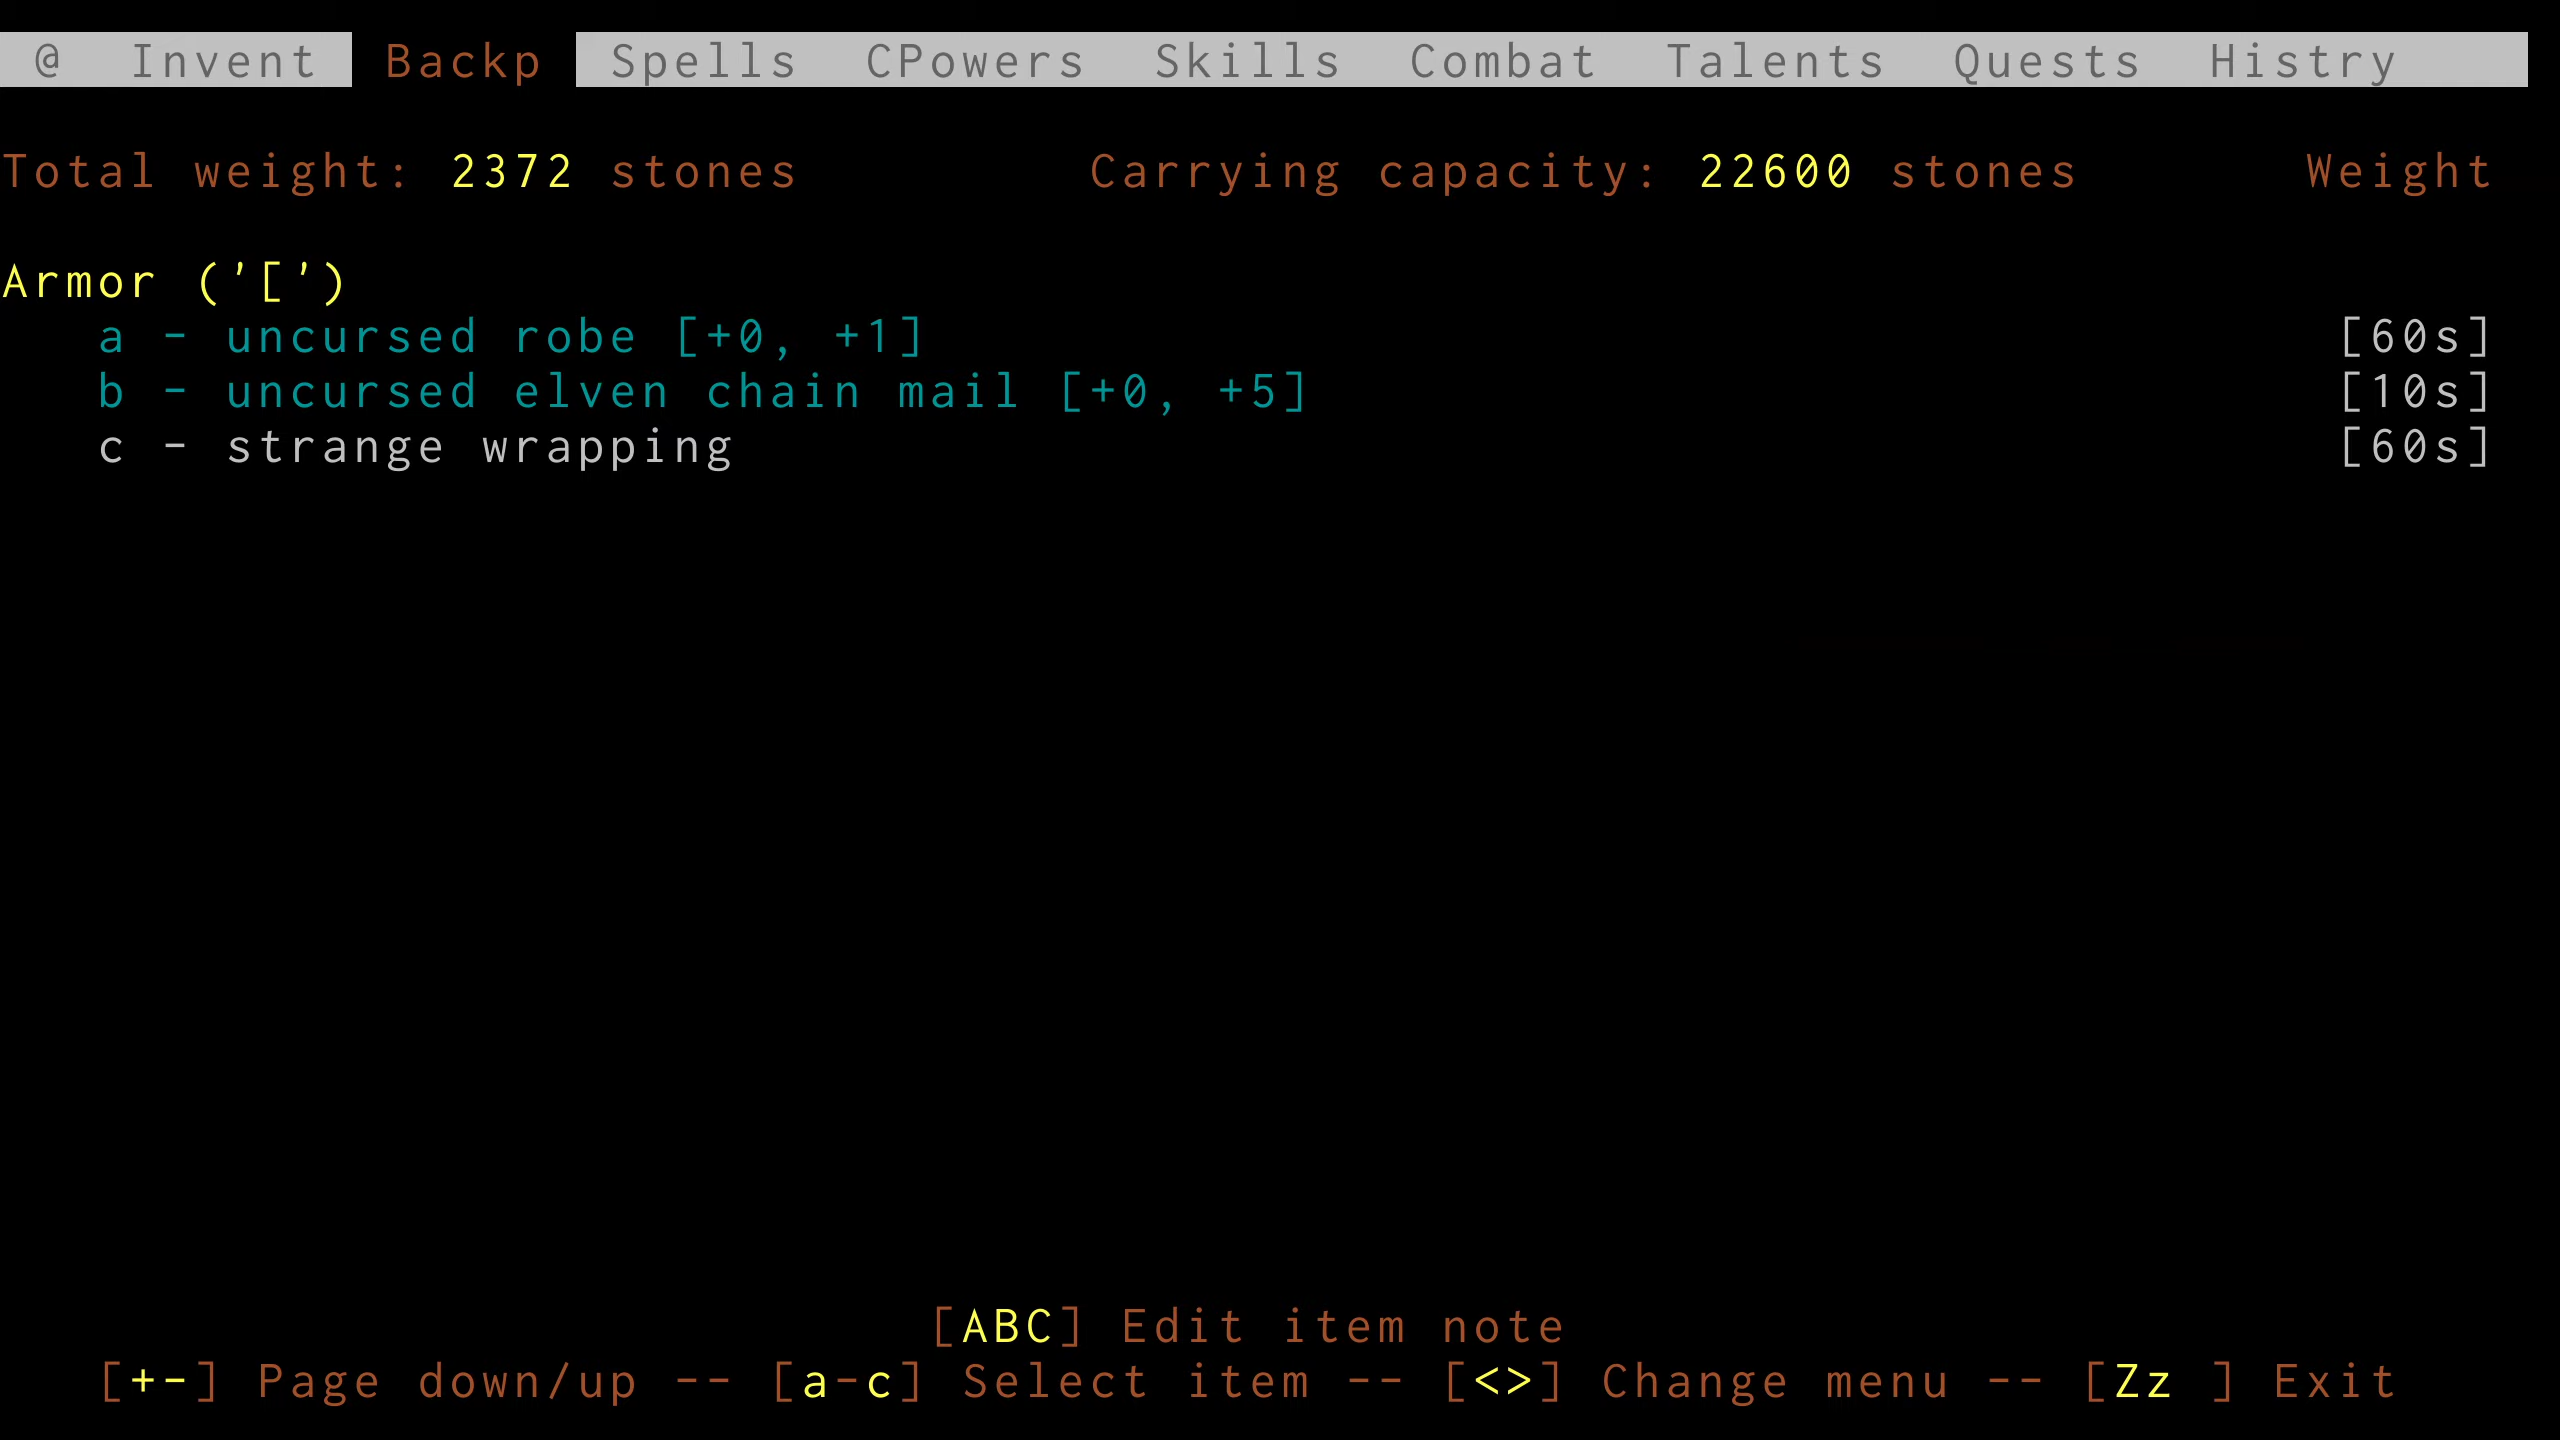 @ Invent Backp Spells CPowers Skills Combat Talents Quests Histry
Total weight: 2372 stones Carrying capacity: 22600 stones Weight
Armor ('[')
a - uncursed robe [+0, +1] [60s]
b - uncursed elven chain mail [+0, +5] [10s]
c - strange wrapping [60s]
[ABC] Edit item note
[+-] Page down/up -- [a-c] Select item -- [<>] Change menu -- [Zz ] Exit